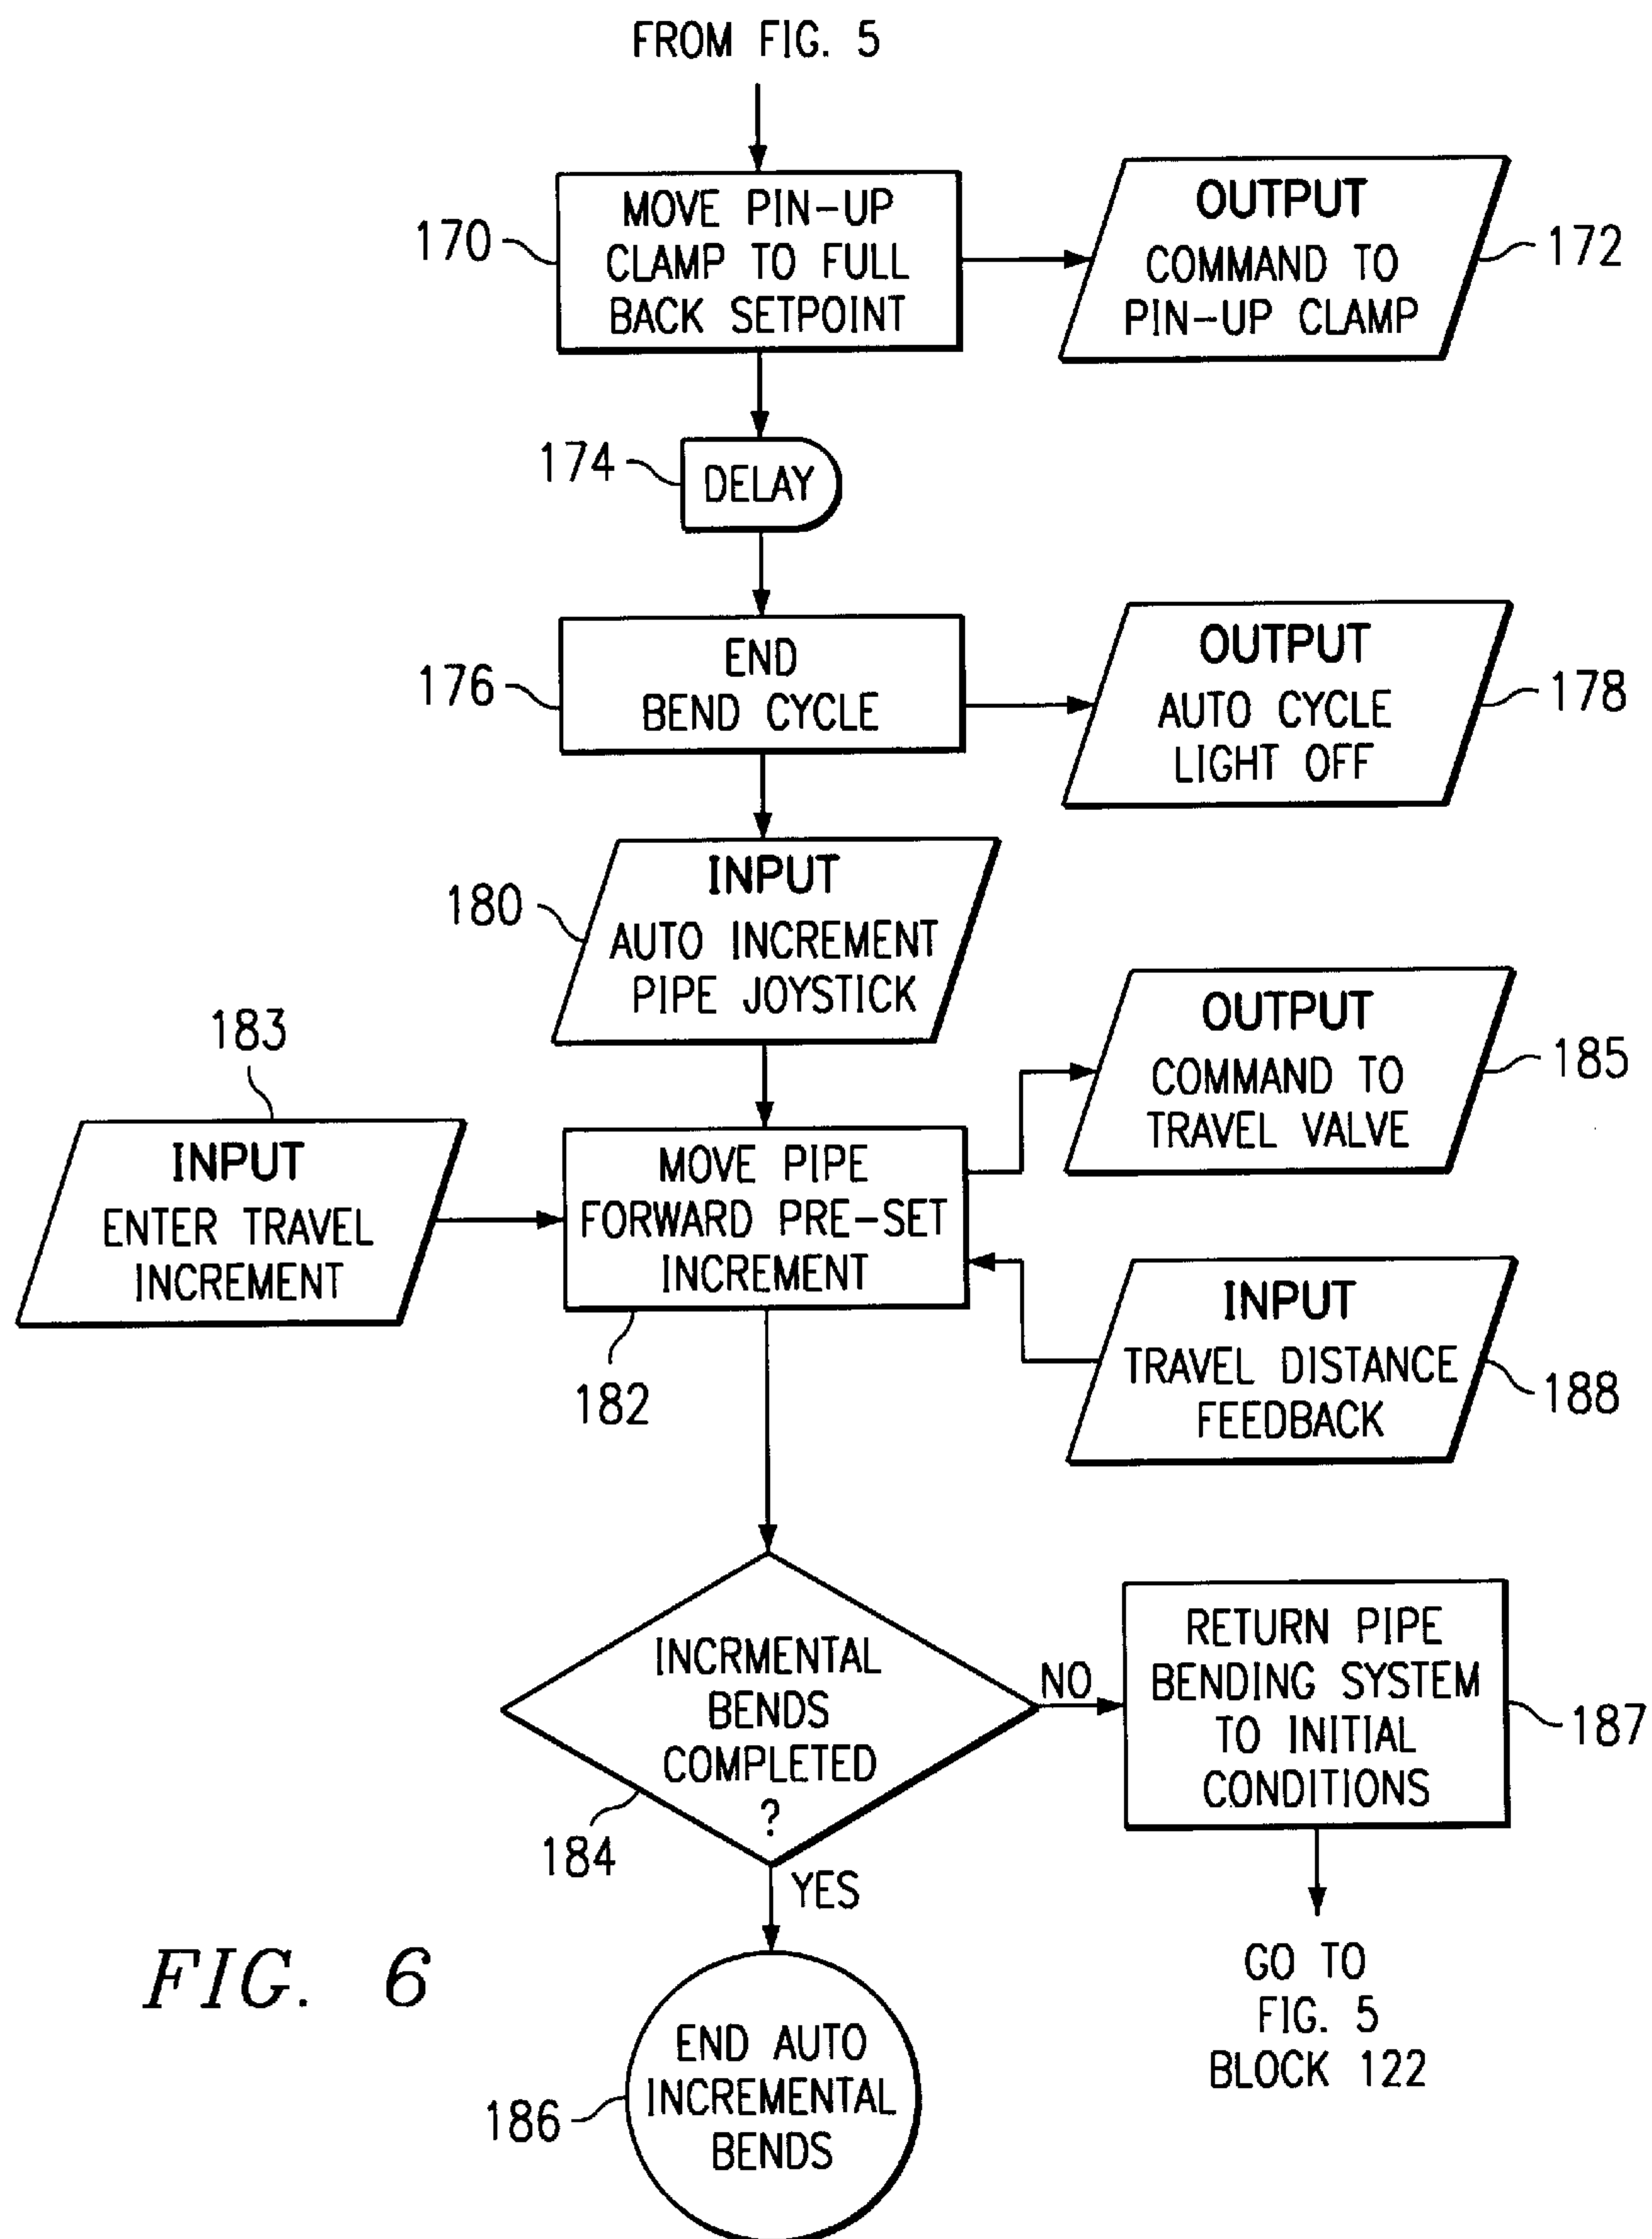 FROM FIG. 5
MOVE PIN-UP
CLAMP TO FULL
BACK SETPOINT
170
OUTPUT
COMMAND TO
PIN-UP CLAMP
172
174
DELAY
176
END
BEND CYCLE
OUTPUT
AUTO CYCLE
LIGHT OFF
178
180
INPUT
AUTO INCREMENT
PIPE JOYSTICK
183
INPUT
ENTER TRAVEL
INCREMENT
MOVE PIPE
FORWARD PRE-SET
INCREMENT
182
OUTPUT
COMMAND TO
TRAVEL VALVE
185
INPUT
TRAVEL DISTANCE
FEEDBACK
188
INCRMENTAL
BENDS
COMPLETED
?
184
NO
RETURN PIPE
BENDING SYSTEM
TO INITIAL
CONDITIONS
187
YES
GO TO
FIG. 5
BLOCK 122
END AUTO
INCREMENTAL
BENDS
186
FIG. 6